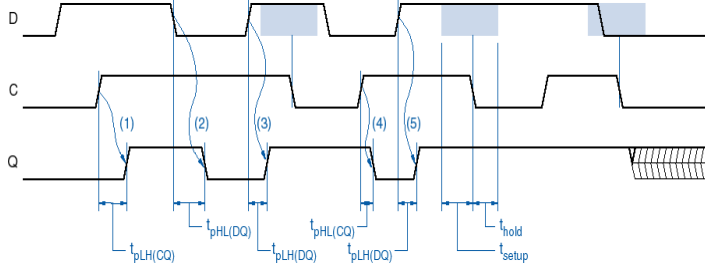 D
C
(1) (2) (3) (4) (5)
Q
tpHL(DQ) tpHL(CQ) thold
tpLH(CQ) tpLH(DQ) tpLH(DQ) tsetup